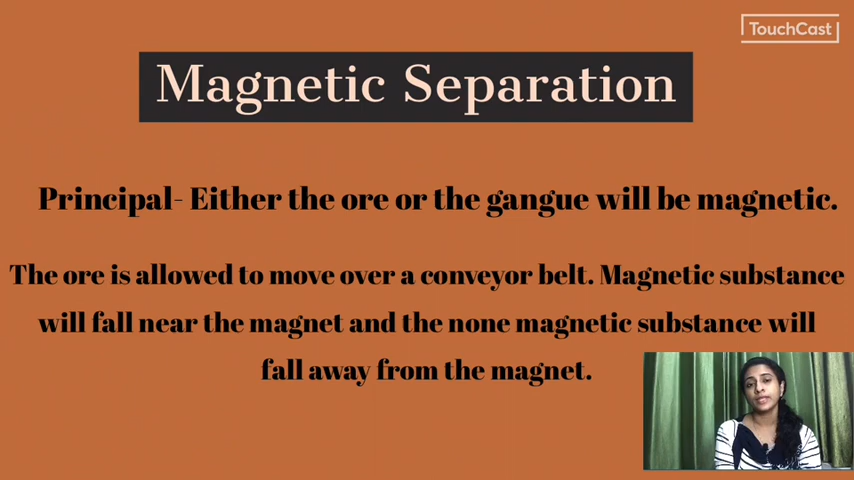 TouchCast
Magnetic Separation
Principal- Either the ore or the gangue will be magnetic.
The ore is allowed to move over a conveyor belt. Magnetic substance
will fall near the magnet and the none magnetic substance will
fall away from the magnet.